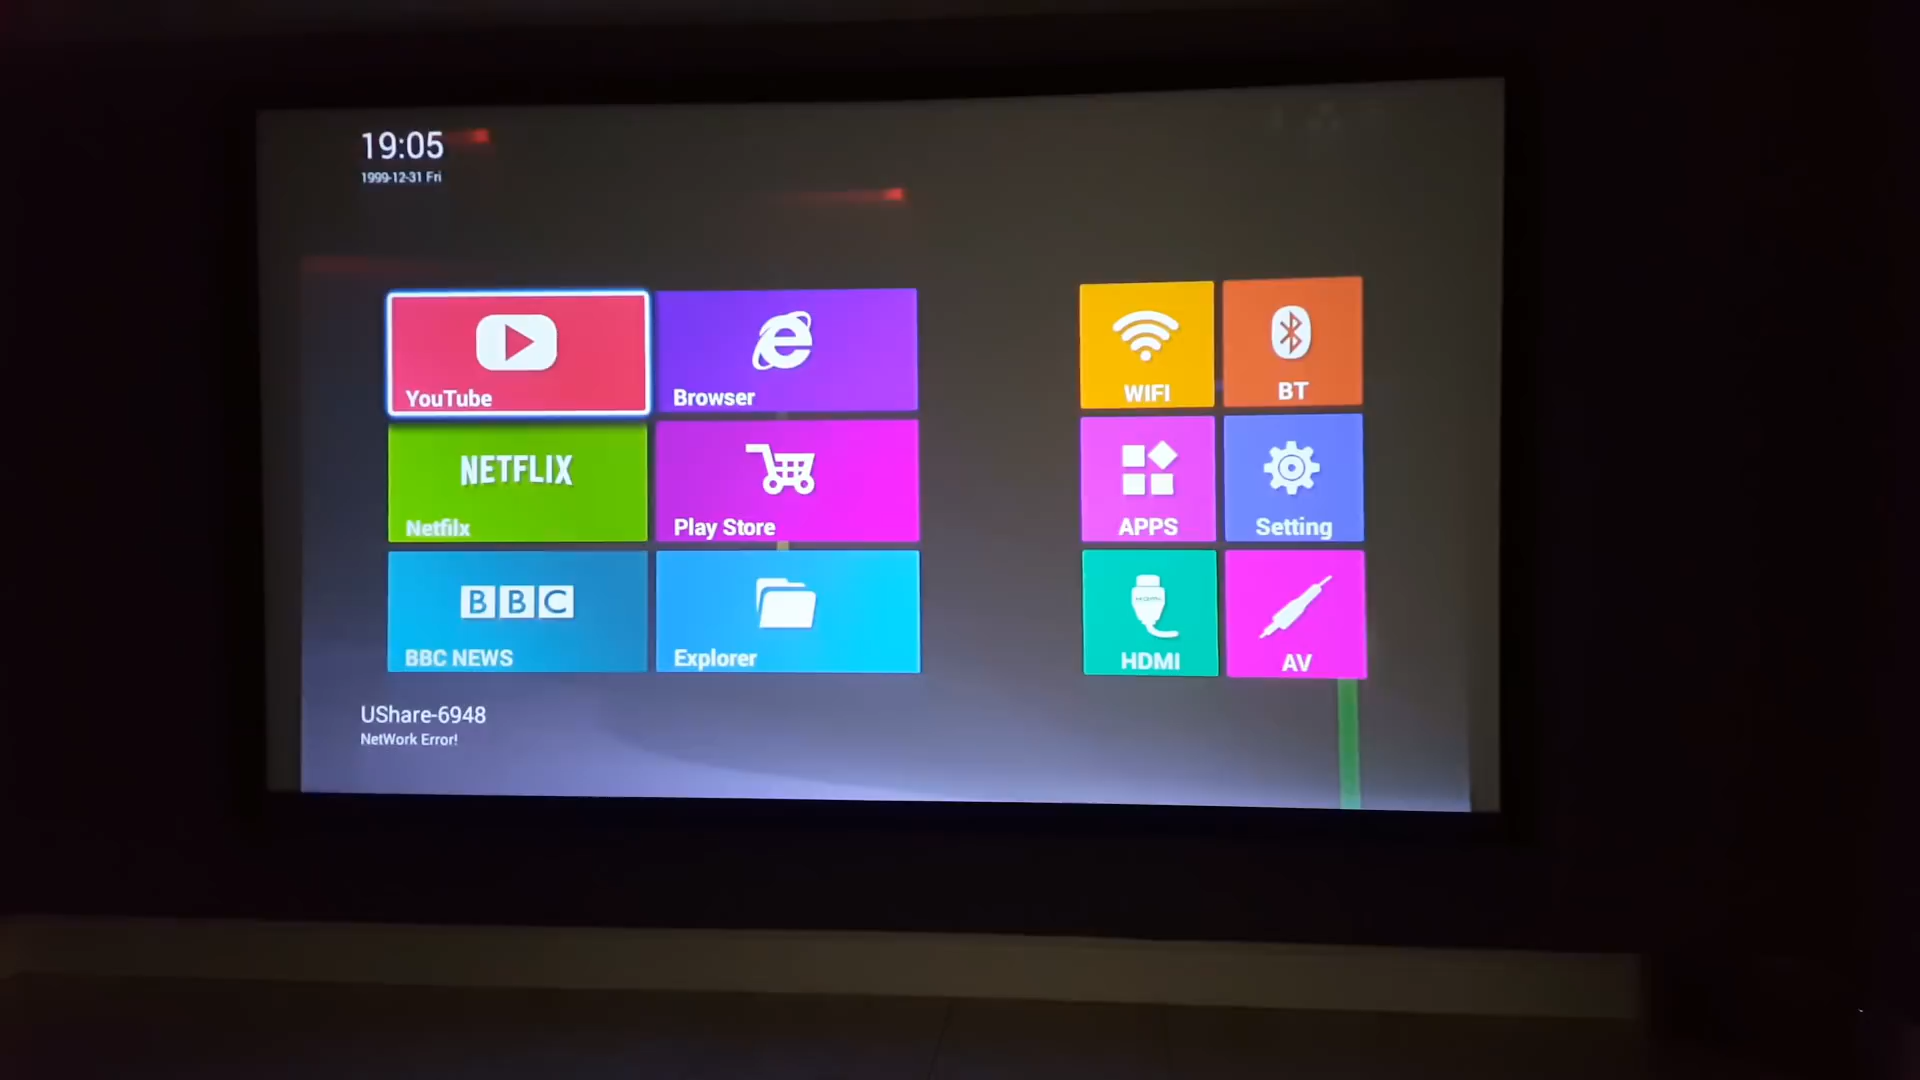 19:05
1999-12-31 Fri
YouTube
Browser
NETFLIX
Netfilx
Play Store
BBC
BBC NEWS
Explorer
WIFI
BT
APPS
Setting
HDMI
AV
UShare-6948
NetWork Error!